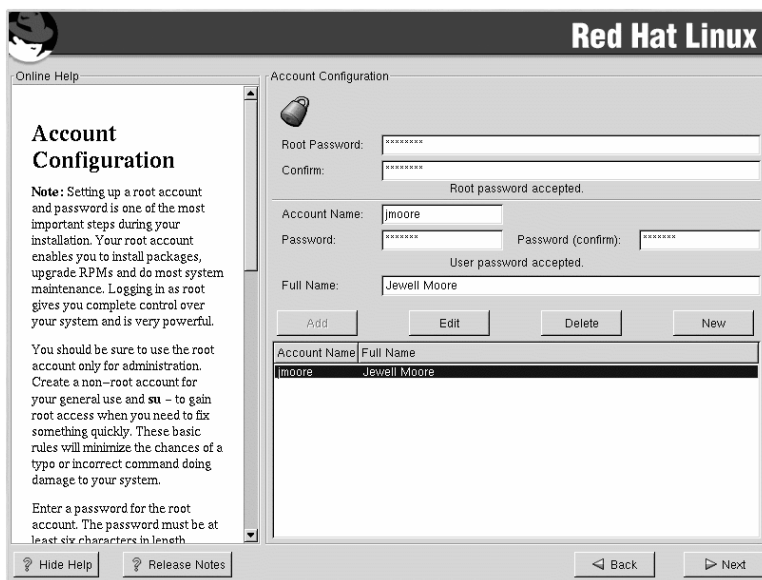 Red Hat Linux
Online Help
Account
Configuration
Note: Setting up a root account
and password is one of the most
important steps during your
installation. Your root account
enables you to install packages,
upgrade RPMs and do most system
maintenance. Logging in as root
gives you complete control over
your system and is very powerful.
You should be sure to use the root
account only for administration.
Create a non–root account for
your general use and su – to gain
root access when you need to fix
something quickly. These basic
rules will minimize the chances of a
typo or incorrect command doing
damage to your system.
Enter a password for the root
account. The password must be at
least six characters in length
Account Configuration
Root Password: ********
Confirm: ********
Root password accepted.
Account Name: jmoore
Password: ******* Password (confirm): *******
User password accepted.
Full Name: Jewell Moore
Add Edit Delete New
Account Name Full Name
jmoore Jewell Moore
? Hide Help ? Release Notes Back Next